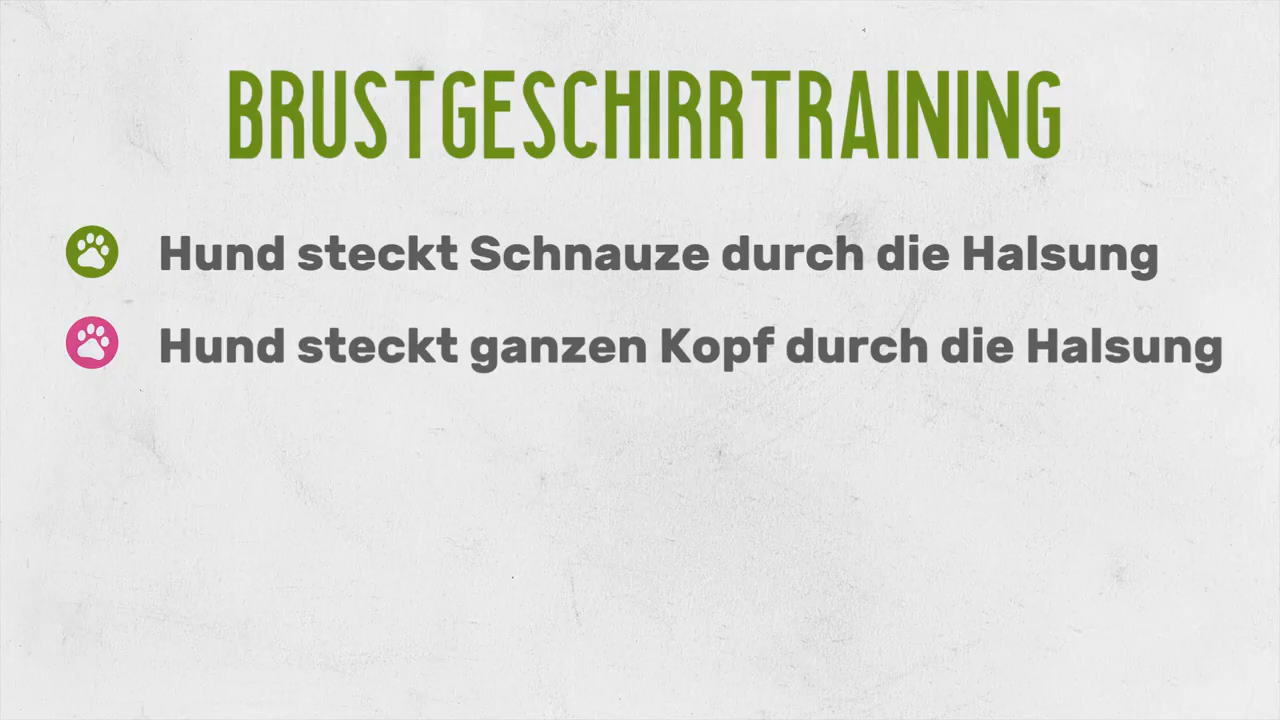 BRUSTGESCHIRRTRAINING
Hund steckt Schnauze durch die Halsung
Hund steckt ganzen Kopf durch die Halsung